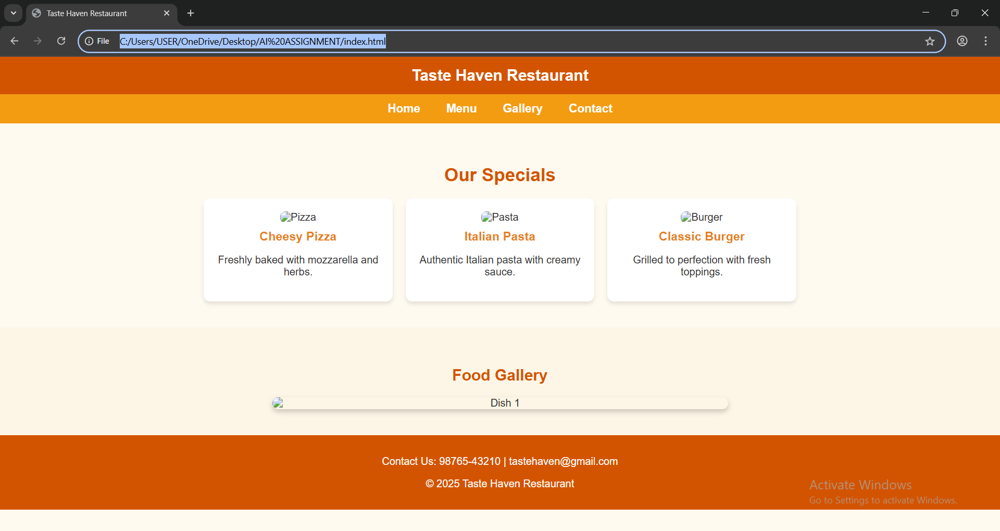 Taste Haven Restaurant
File C:/Users/USER/OneDrive/Desktop/AI%20ASSIGNMENT/index.html
Taste Haven Restaurant
Home Menu Gallery Contact
Our Specials
Pizza
Cheesy Pizza
Freshly baked with mozzarella and
herbs.
Pasta
Italian Pasta
Authentic Italian pasta with creamy
sauce.
Burger
Classic Burger
Grilled to perfection with fresh
toppings.
Food Gallery
Dish 1
Contact Us: 98765-43210 | tastehaven@gmail.com
© 2025 Taste Haven Restaurant
Activate Windows
Go to Settings to activate Windows.